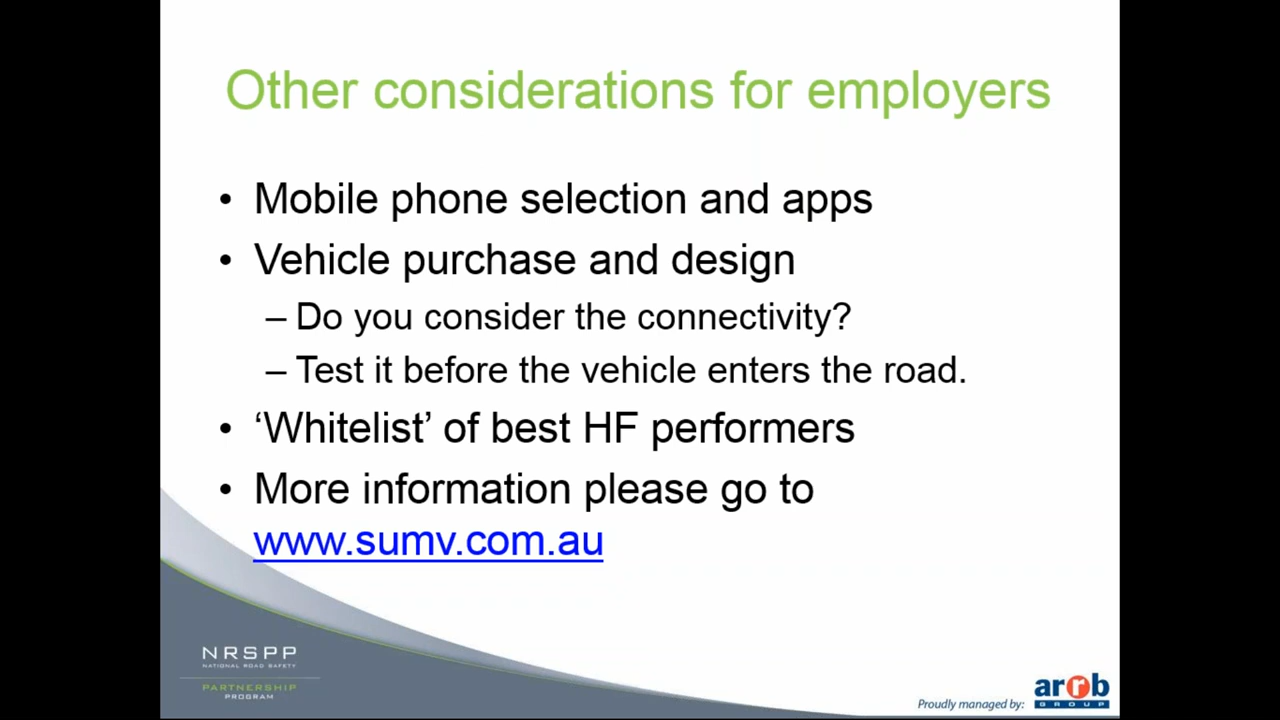 Other considerations for employers
• Mobile phone selection and apps
• Vehicle purchase and design
– Do you consider the connectivity?
– Test it before the vehicle enters the road.
• ‘Whitelist’ of best HF performers
• More information please go to
www.sumv.com.au
NRSPP
NATIONAL ROAD SAFETY
PARTNERSHIP
PROGRAM
Proudly managed by:
arrb
GROUP